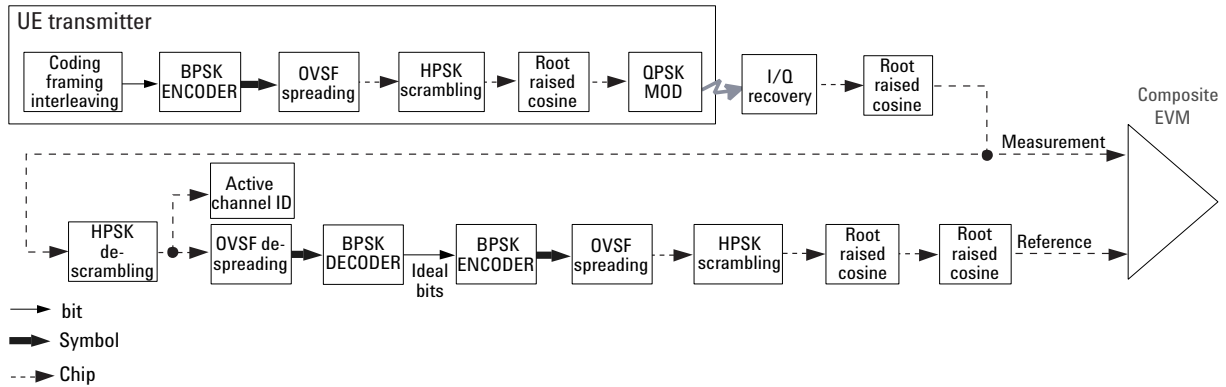 UE transmitter
Coding
framing
interleaving
BPSK
ENCODER
OVSF
spreading
HPSK
scrambling
Root
raised
cosine
QPSK
MOD
I/Q
recovery
Root
raised
cosine
Composite
EVM
Measurement
Active
channel ID
HPSK
de-
scrambling
OVSF de-
spreading
BPSK
DECODER
Ideal
bits
BPSK
ENCODER
OVSF
spreading
HPSK
scrambling
Root
raised
cosine
Root
raised
cosine
Reference
bit
Symbol
Chip